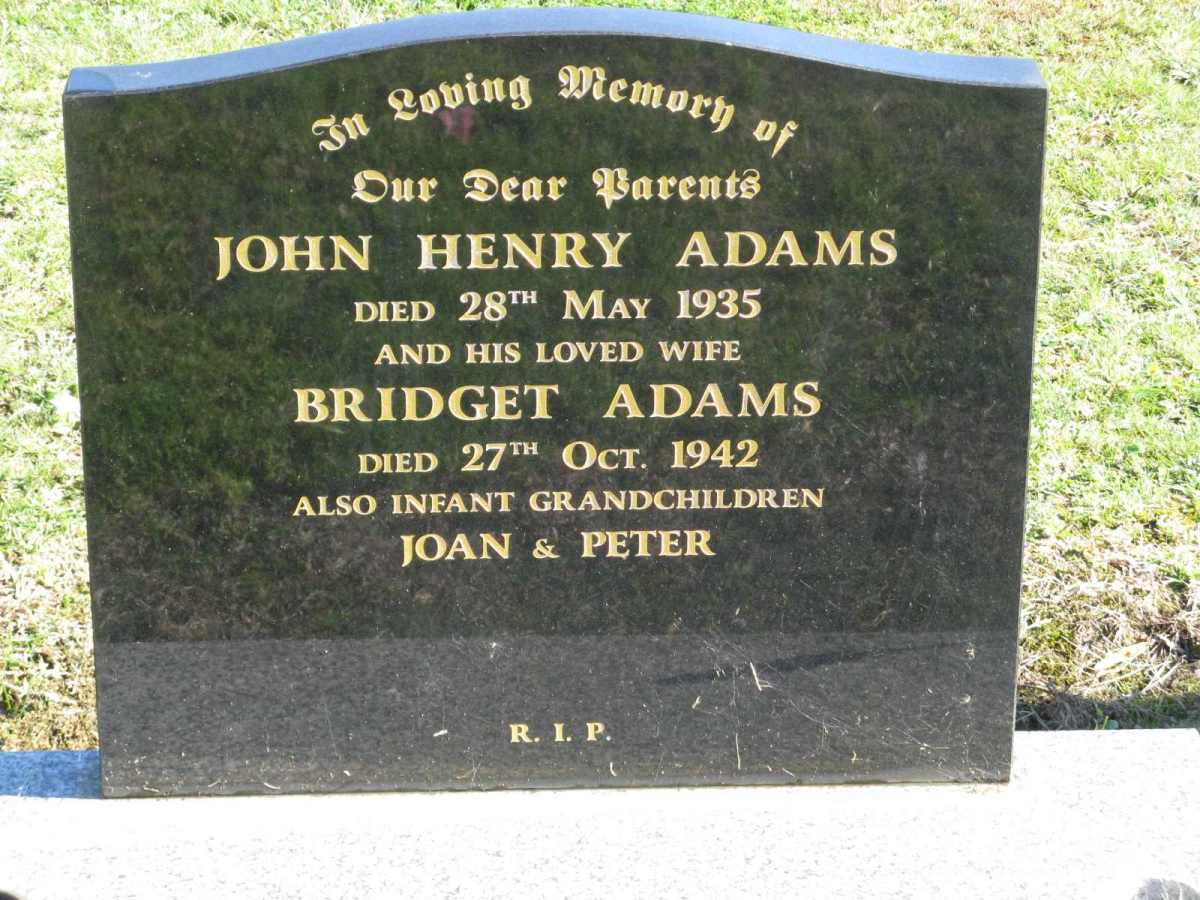 In Loving Memory of
Our Dear Parents
JOHN HENRY ADAMS
DIED 28TH MAY 1935
AND HIS LOVED WIFE
BRIDGET ADAMS
DIED 27TH OCT. 1942
ALSO INFANT GRANDCHILDREN
JOAN & PETER
R. I. P.